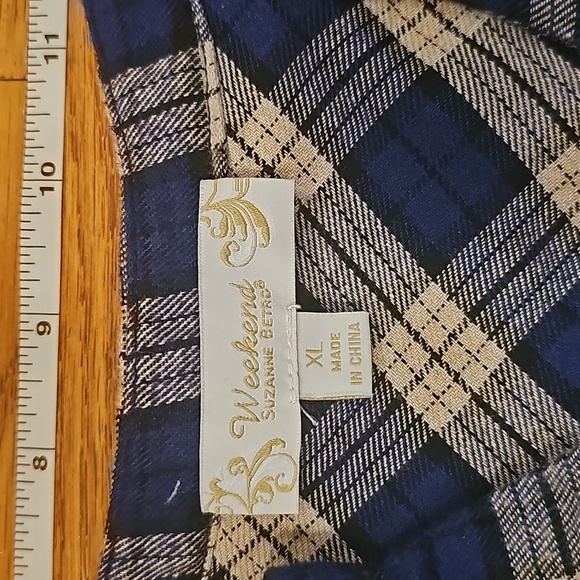 11
10
9
8
Weekend
SUZANNE BETRO®
XL
MADE
IN CHINA